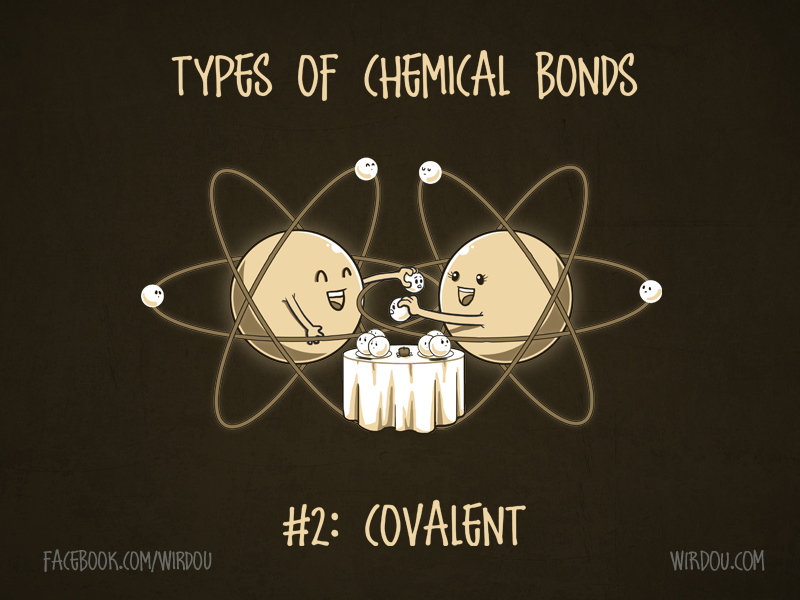 TYPES OF CHEMICAL BONDS
#2: COVALENT
FACEBOOK.COM/WIRDOU
WIRDOU.COM